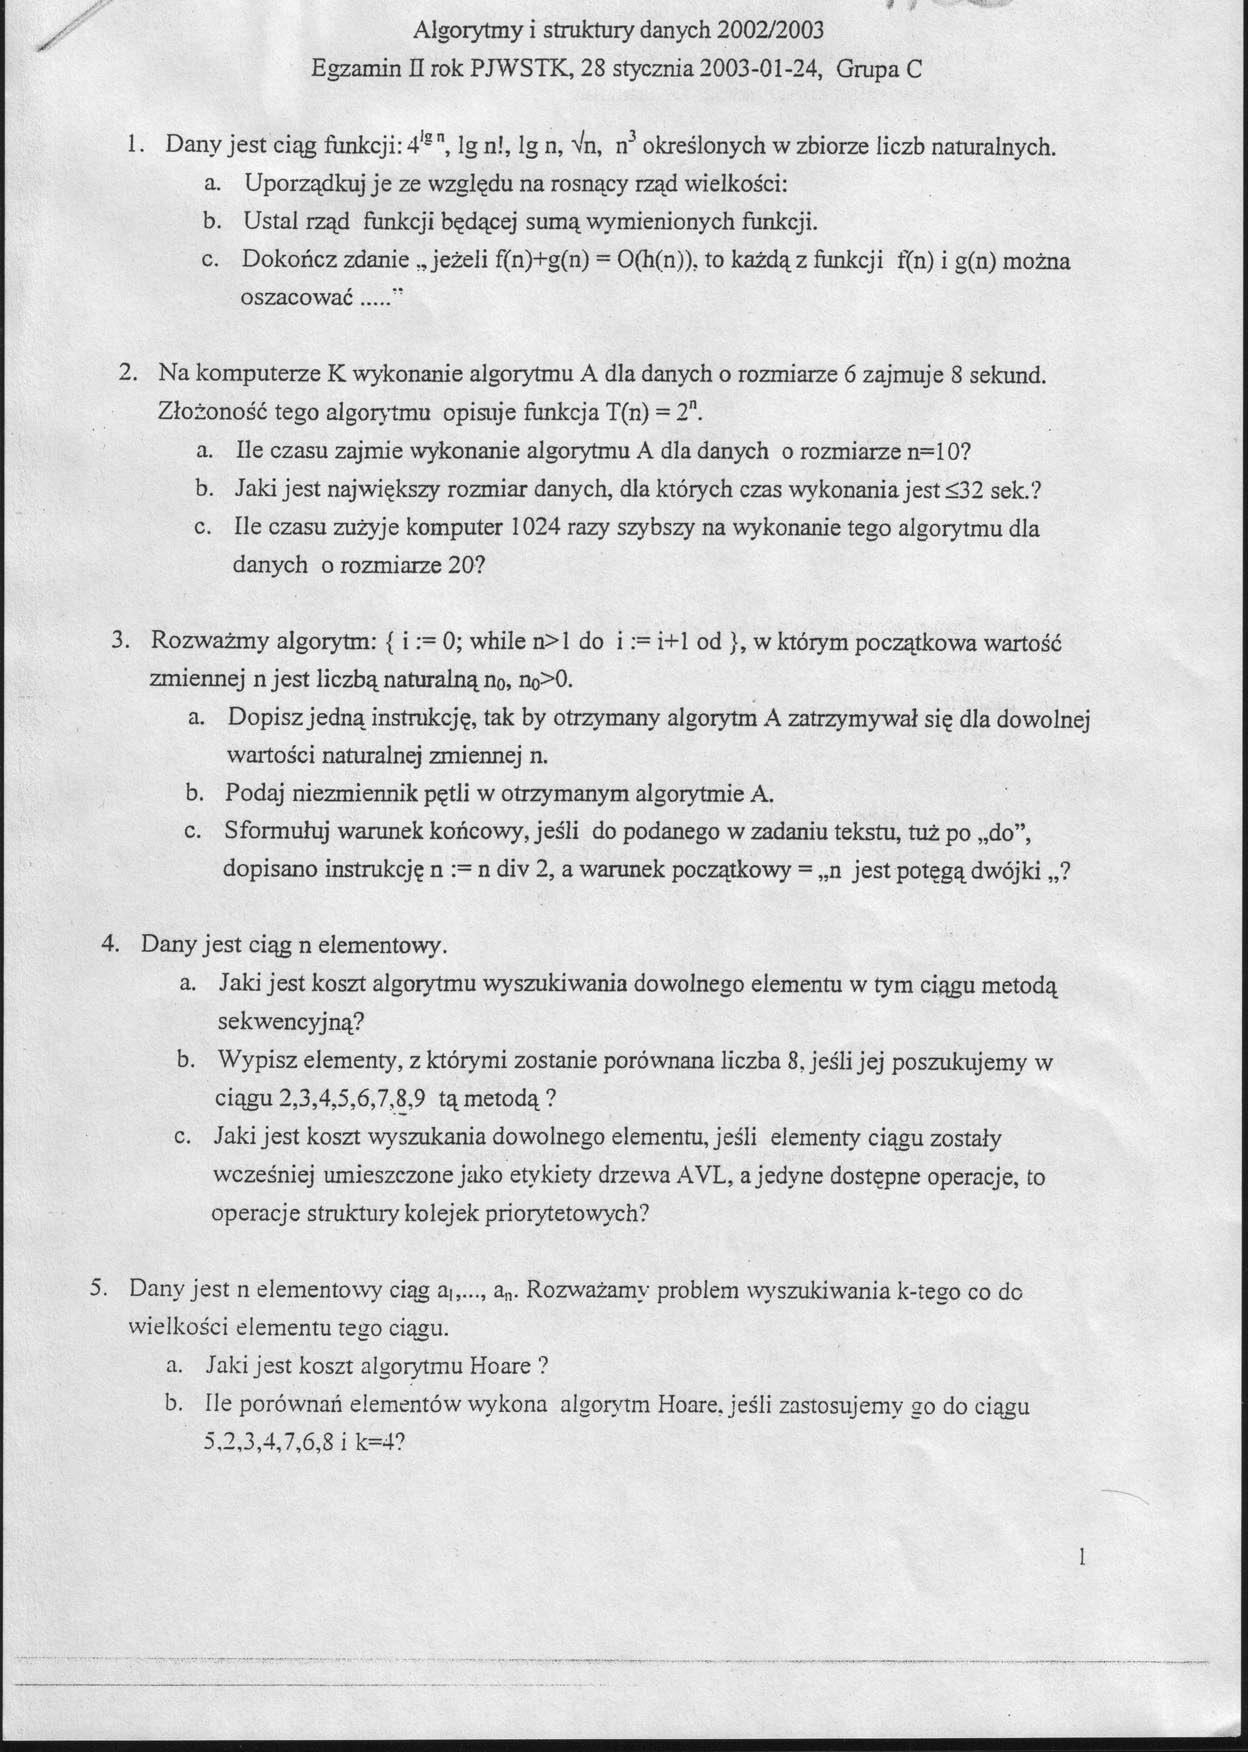 Algorytmy i struktury danych 2002/2003
Egzamin II rok PJWSTK, 28 stycznia 2003-01-24, Grupa C
1. Dany jest ciąg funkcji: 4^lg n, lg n!, lg n, √n, n³ określonych w zbiorze liczb naturalnych.
a. Uporządkuj je ze względu na rosnący rząd wielkości:
b. Ustal rząd funkcji będącej sumą wymienionych funkcji.
c. Dokończ zdanie „jeżeli f(n)+g(n) = O(h(n)), to każdą z funkcji f(n) i g(n) można
oszacować .....”
2. Na komputerze K wykonanie algorytmu A dla danych o rozmiarze 6 zajmuje 8 sekund.
Złożoność tego algorytmu opisuje funkcja T(n) = 2ⁿ.
a. Ile czasu zajmie wykonanie algorytmu A dla danych o rozmiarze n=10?
b. Jaki jest największy rozmiar danych, dla których czas wykonania jest ≤32 sek.?
c. Ile czasu zużyje komputer 1024 razy szybszy na wykonanie tego algorytmu dla
danych o rozmiarze 20?
3. Rozważmy algorytm: { i := 0; while n>1 do i := i+1 od }, w którym początkowa wartość
zmiennej n jest liczbą naturalną n₀, n₀>0.
a. Dopisz jedną instrukcję, tak by otrzymany algorytm A zatrzymywał się dla dowolnej
wartości naturalnej zmiennej n.
b. Podaj niezmiennik pętli w otrzymanym algorytmie A.
c. Sformułuj warunek końcowy, jeśli do podanego w zadaniu tekstu, tuż po „do”,
dopisano instrukcję n := n div 2, a warunek początkowy = „n jest potęgą dwójki „?
4. Dany jest ciąg n elementowy.
a. Jaki jest koszt algorytmu wyszukiwania dowolnego elementu w tym ciągu metodą
sekwencyjną?
b. Wypisz elementy, z którymi zostanie porównana liczba 8, jeśli jej poszukujemy w
ciągu 2,3,4,5,6,7,8,9 tą metodą ?
c. Jaki jest koszt wyszukania dowolnego elementu, jeśli elementy ciągu zostały
wcześniej umieszczone jako etykiety drzewa AVL, a jedyne dostępne operacje, to
operacje struktury kolejek priorytetowych?
5. Dany jest n elementowy ciąg a₁,..., aₙ. Rozważamy problem wyszukiwania k-tego co do
wielkości elementu tego ciągu.
a. Jaki jest koszt algorytmu Hoare ?
b. Ile porównań elementów wykona algorytm Hoare, jeśli zastosujemy go do ciągu
5,2,3,4,7,6,8 i k=4?
1